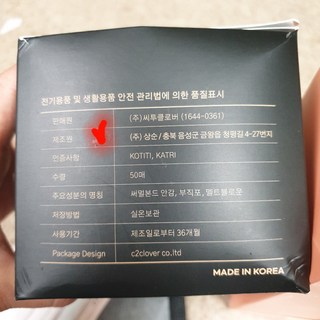 전기용품 및 생활용품 안전 관리법에 의한 품질표시
판매원 (주)씨투클로버 (1644-0361)
제조원 (주)상순/충북 음성군 금왕읍 청평길 4-27번지
인증사항 KOTITI, KATRI
수량 50매
주요성분의 명칭 써멀본드 안감, 부직포, 멜트블로운
저장방법 실온보관
사용기간 제조일로부터 36개월
Package Design c2clover co.ltd
MADE IN KOREA